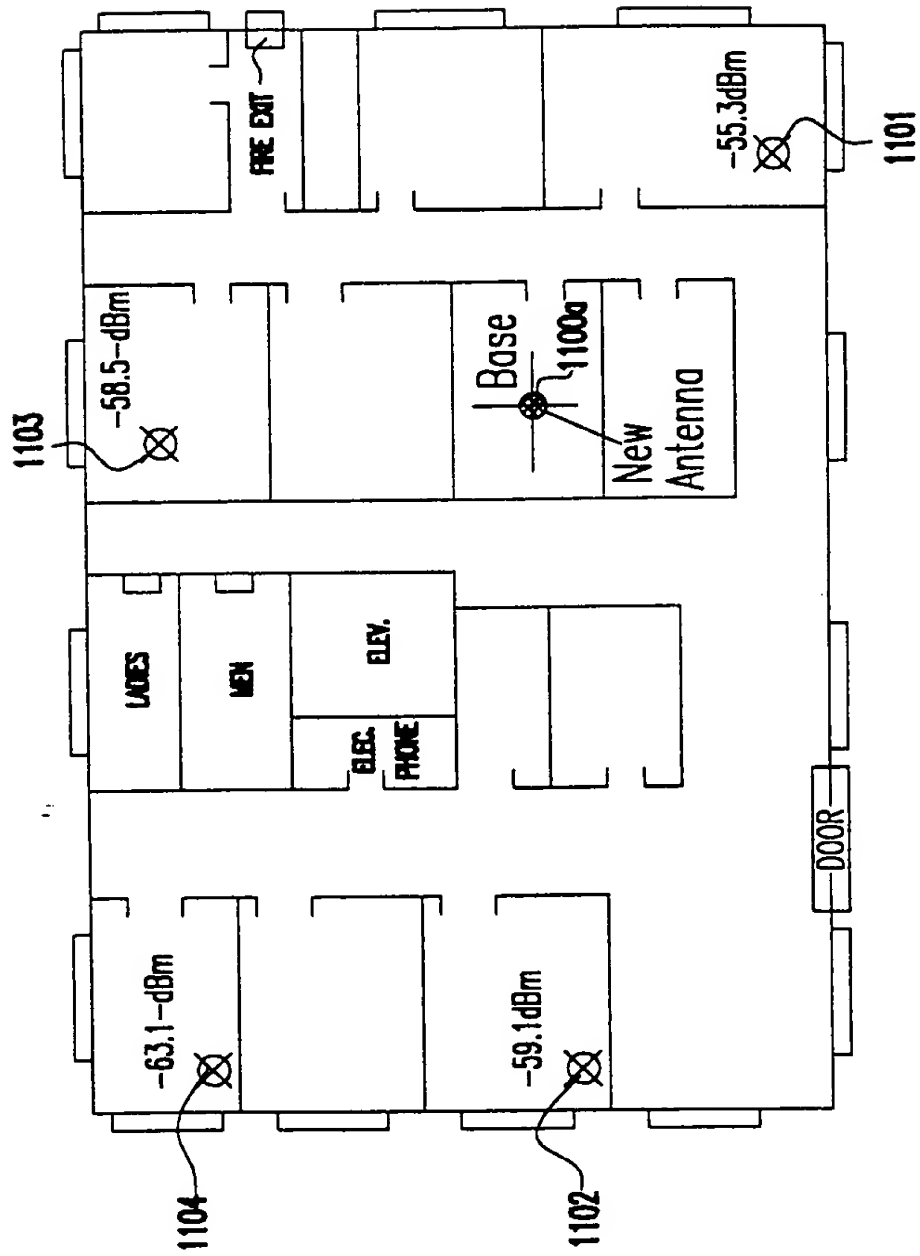 1103
-58.5-dBm
LADIES
-63.1-dBm
1104
MEN
FIRE EXIT
ELEC.
PHONE
ELEV.
Base
-59.1dBm
1100a
1102
New
Antenna
-55.3dBm
DOOR
1101